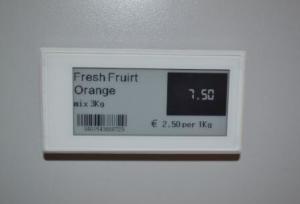 Fresh Fruirt
Orange
mix 3Kg
7.50
€ 2.50 per 1Kg